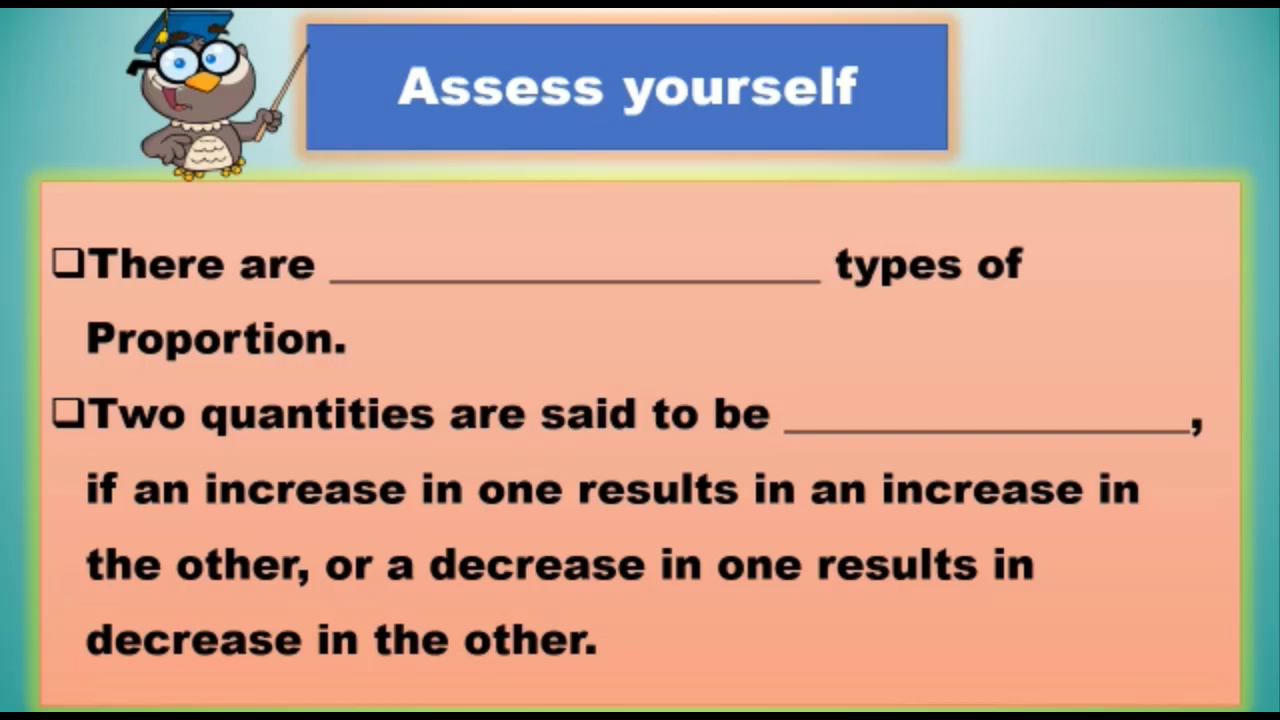 Assess yourself
❑There are ______________________ types of
Proportion.
❑Two quantities are said to be __________________,
if an increase in one results in an increase in
the other, or a decrease in one results in
decrease in the other.